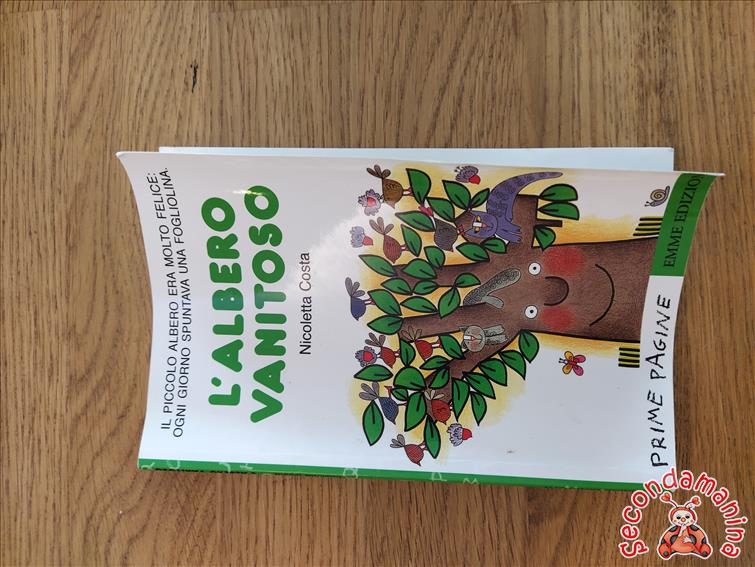 IL PICCOLO ALBERO ERA MOLTO FELICE:
OGNI GIORNO SPUNTAVA UNA FOGLIOLINA.
L'ALBERO
VANITOSO
Nicoletta Costa
PRIME PAGINE
EMME EDIZIO
Secondamanina